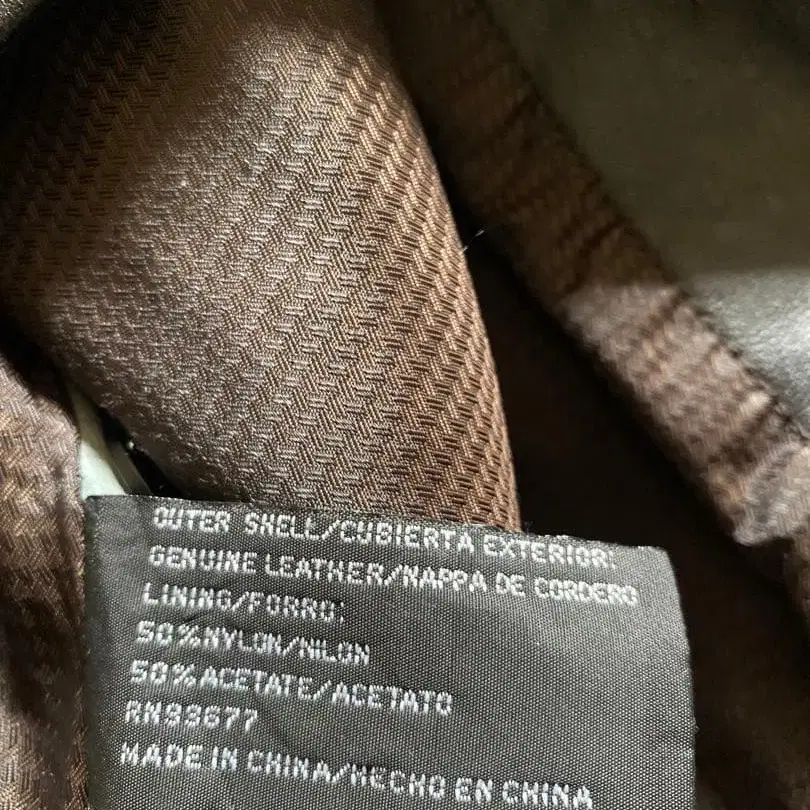 OUTER SHELL/CUBIERTA EXTERIOR:
GENUINE LEATHER/NAPPA DE CORDERO
LINING/FORRO:
50%NYLON/NILON
50%ACETATE/ACETATO
RN93677
MADE IN CHINA/HECHO EN CHINA